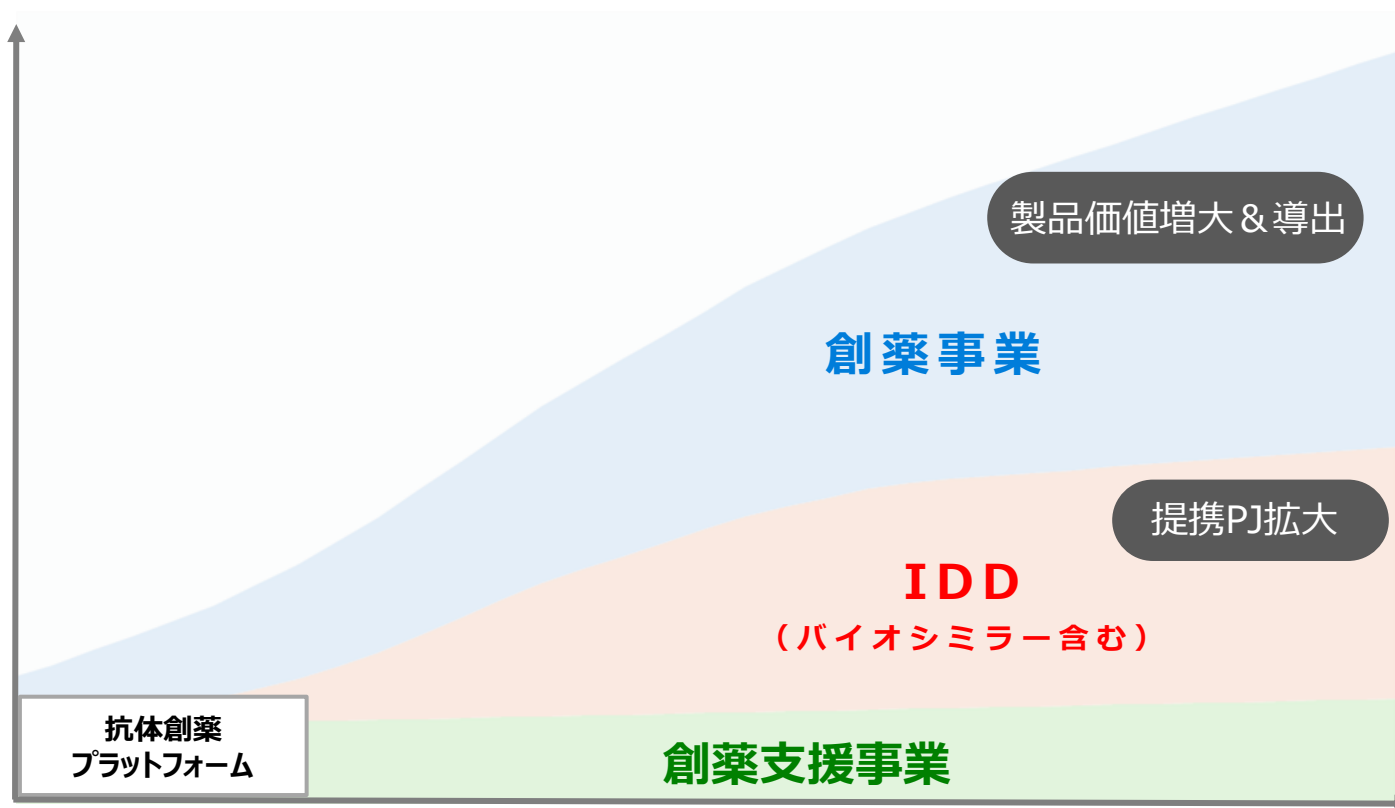 製品価値増大＆導出
創薬事業
提携PJ拡大
IDD
（バイオシミラー含む）
抗体創薬
プラットフォーム
創薬支援事業